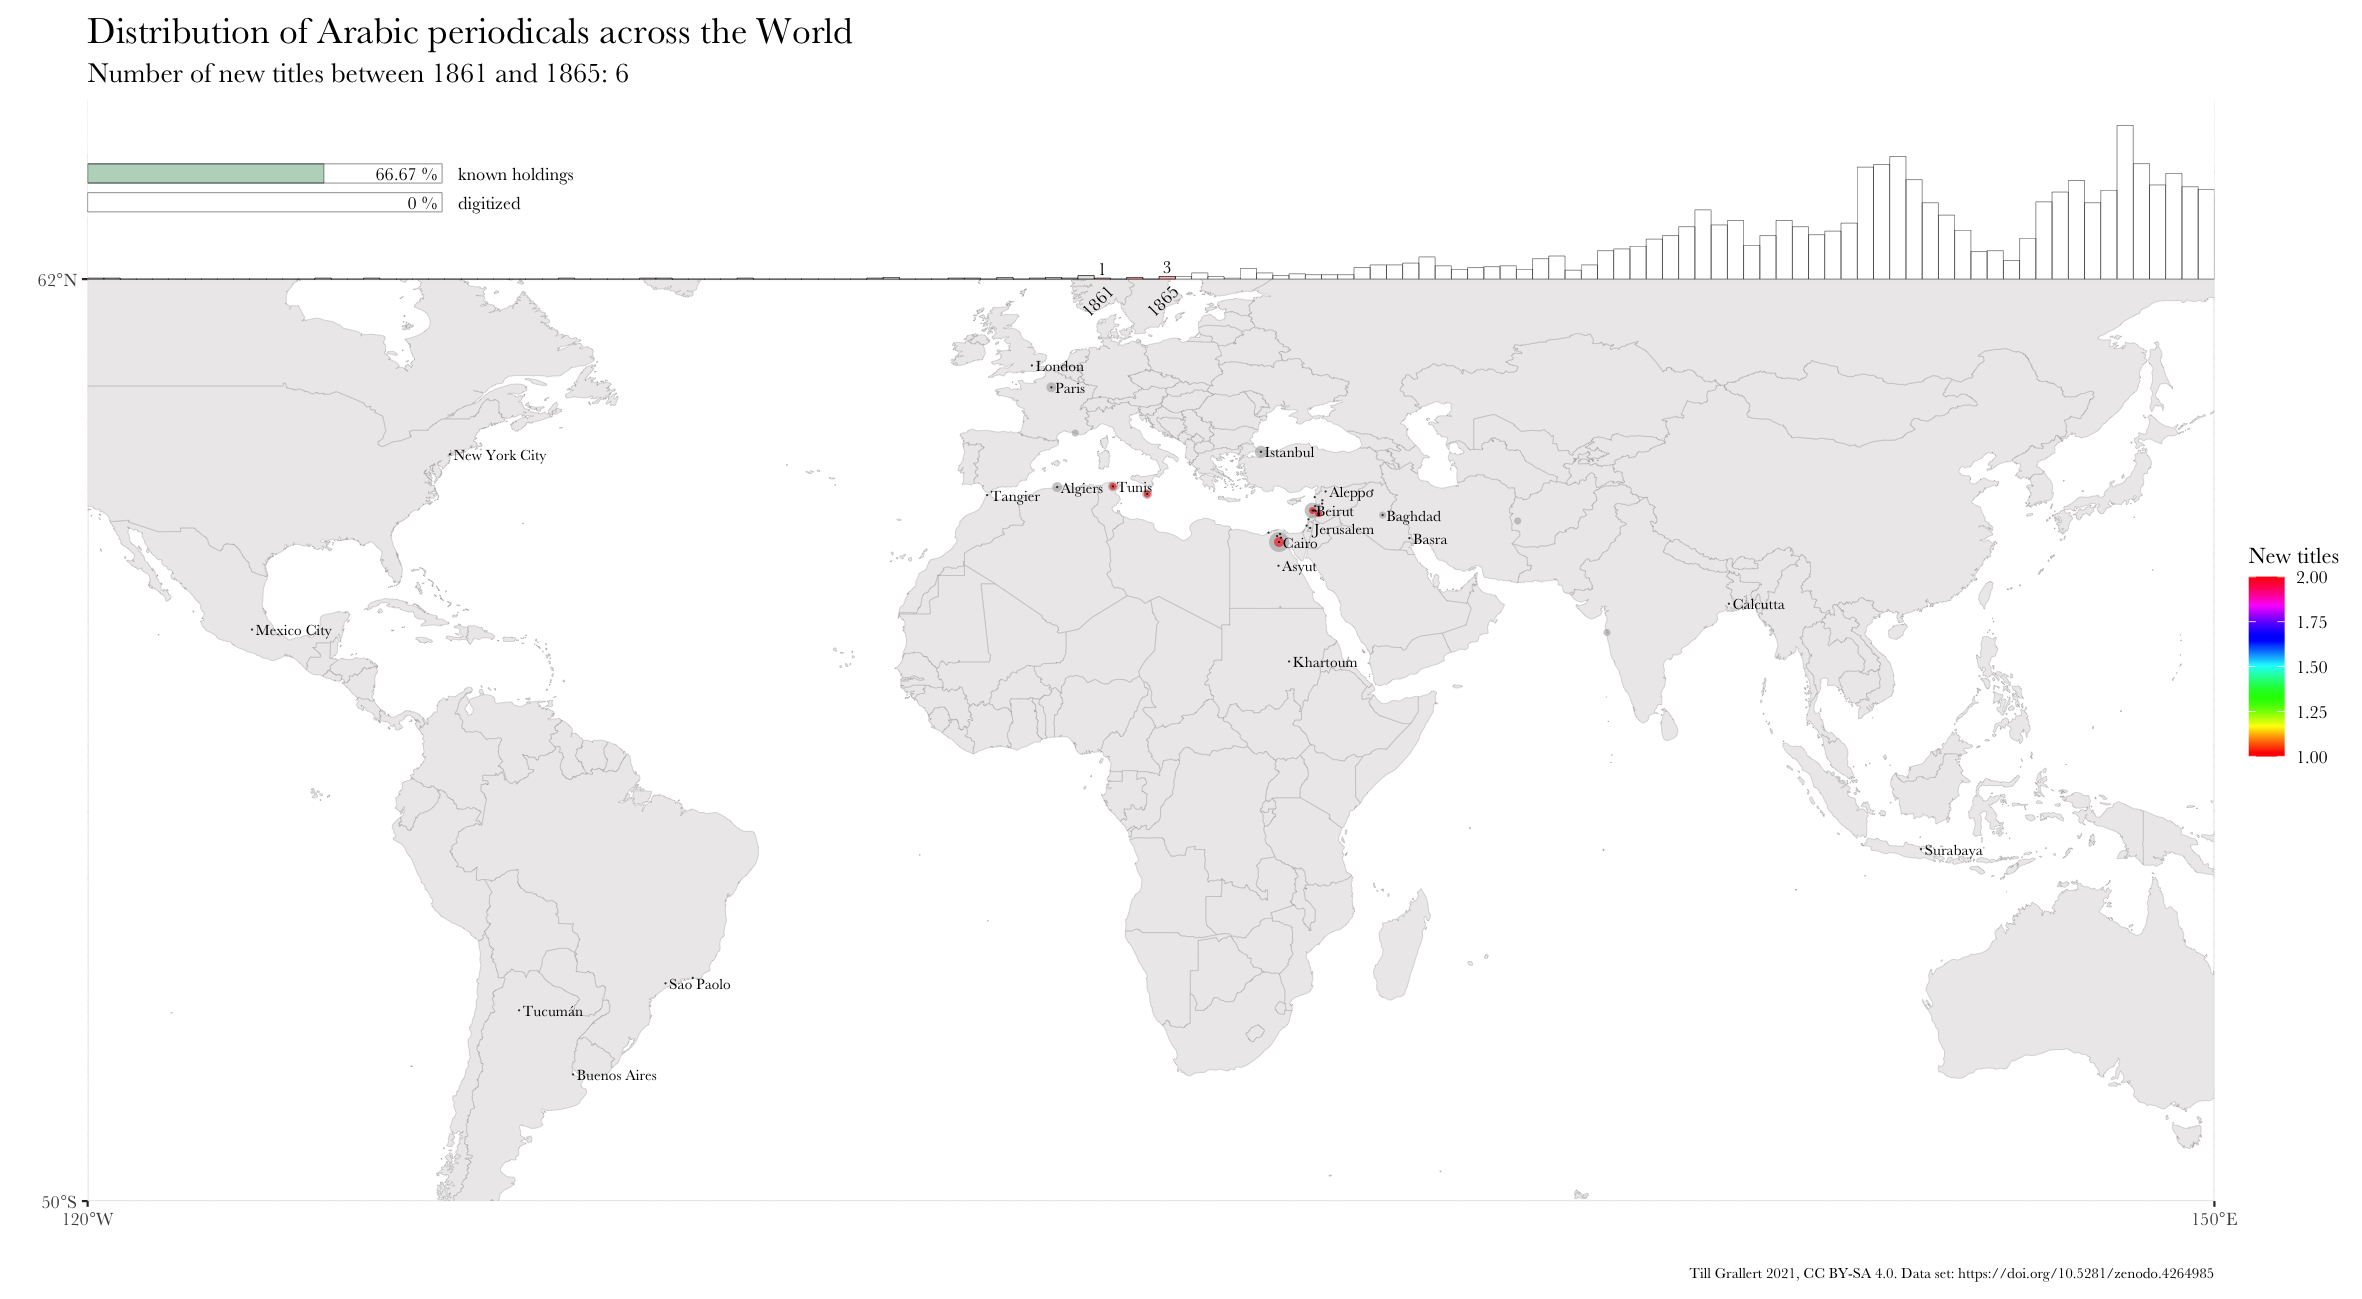 Distribution of Arabic periodicals across the World
Number of new titles between 1861 and 1865: 6
66.67 % known holdings
0 % digitized
1
3
62°N
1861
1865
London
Paris
New York City
Istanbul
Tangier
Algiers
Tunis
Aleppo
Beirut
Baghdad
Jerusalem
Basra
Cairo
Asyut
Calcutta
Mexico City
Khartoum
Surabaya
Sao Paolo
Tucumán
Buenos Aires
New titles
2.00
1.75
1.50
1.25
1.00
50°S
120°W
150°E
Till Grallert 2021, CC BY-SA 4.0. Data set: https://doi.org/10.5281/zenodo.4264985